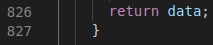 826 return data;
827 }